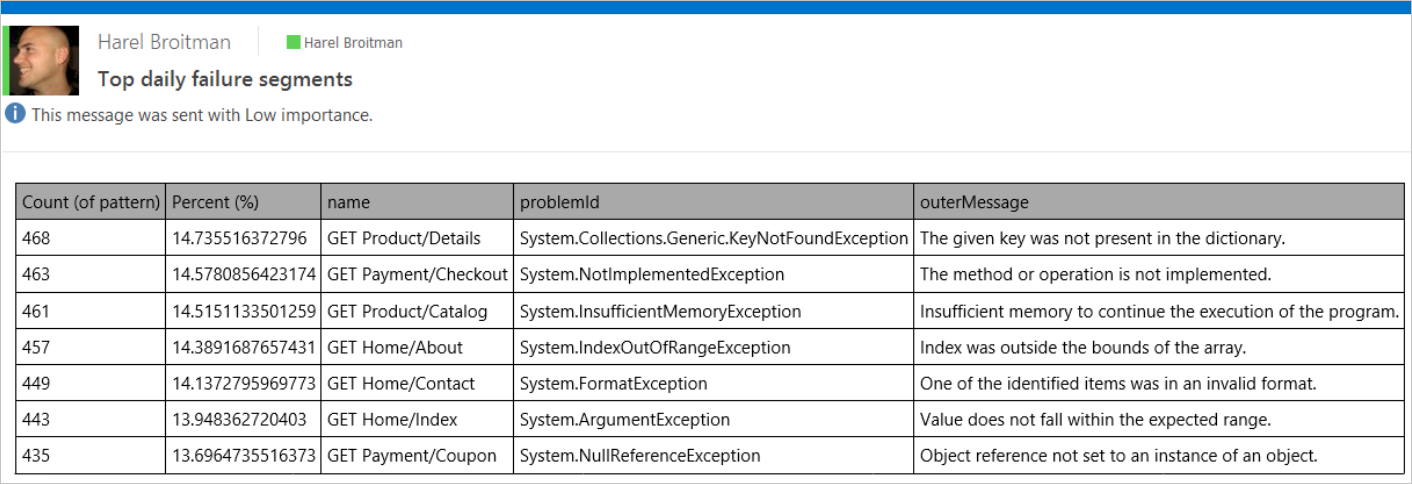 Harel Broitman Harel Broitman
Top daily failure segments
i This message was sent with Low importance.
Count (of pattern) Percent (%) name problemId outerMessage
468 14.735516372796 GET Product/Details System.Collections.Generic.KeyNotFoundException The given key was not present in the dictionary.
463 14.5780856423174 GET Payment/Checkout System.NotImplementedException The method or operation is not implemented.
461 14.5151133501259 GET Product/Catalog System.InsufficientMemoryException Insufficient memory to continue the execution of the program.
457 14.3891687657431 GET Home/About System.IndexOutOfRangeException Index was outside the bounds of the array.
449 14.1372795969773 GET Home/Contact System.FormatException One of the identified items was in an invalid format.
443 13.948362720403 GET Home/Index System.ArgumentException Value does not fall within the expected range.
435 13.6964735516373 GET Payment/Coupon System.NullReferenceException Object reference not set to an instance of an object.